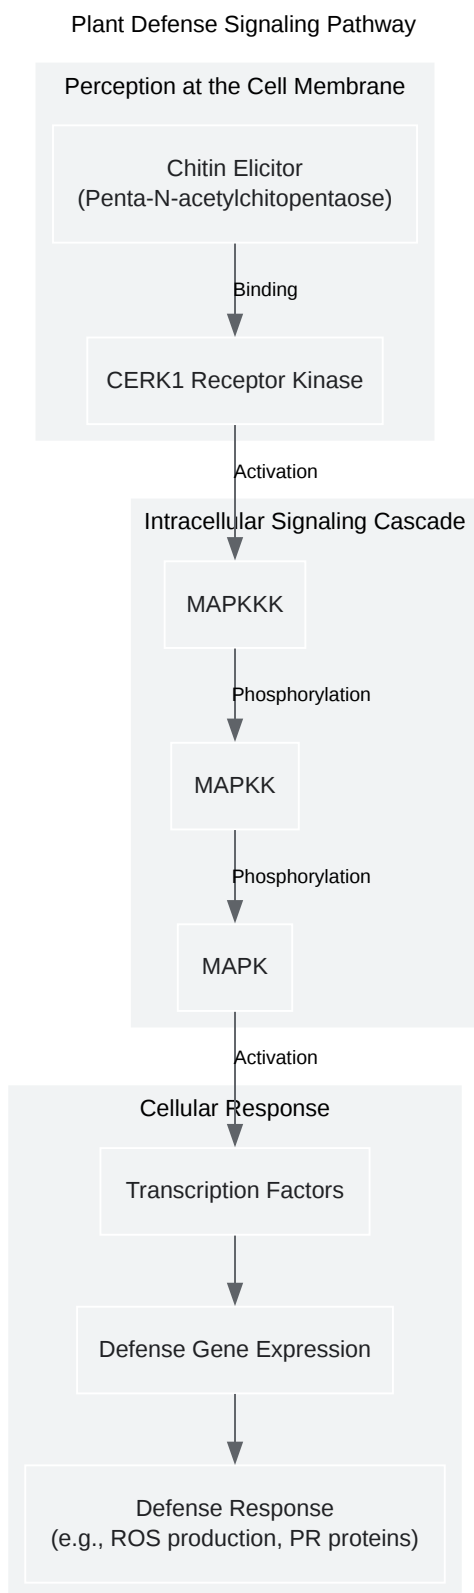 Plant Defense Signaling Pathway
Perception at the Cell Membrane
Chitin Elicitor
(Penta-N-acetylchitopentaose)
Binding
CERK1 Receptor Kinase
Activation
Intracellular Signaling Cascade
MAPKKK
Phosphorylation
MAPKK
Phosphorylation
MAPK
Activation
Cellular Response
Transcription Factors
Defense Gene Expression
Defense Response
(e.g., ROS production, PR proteins)